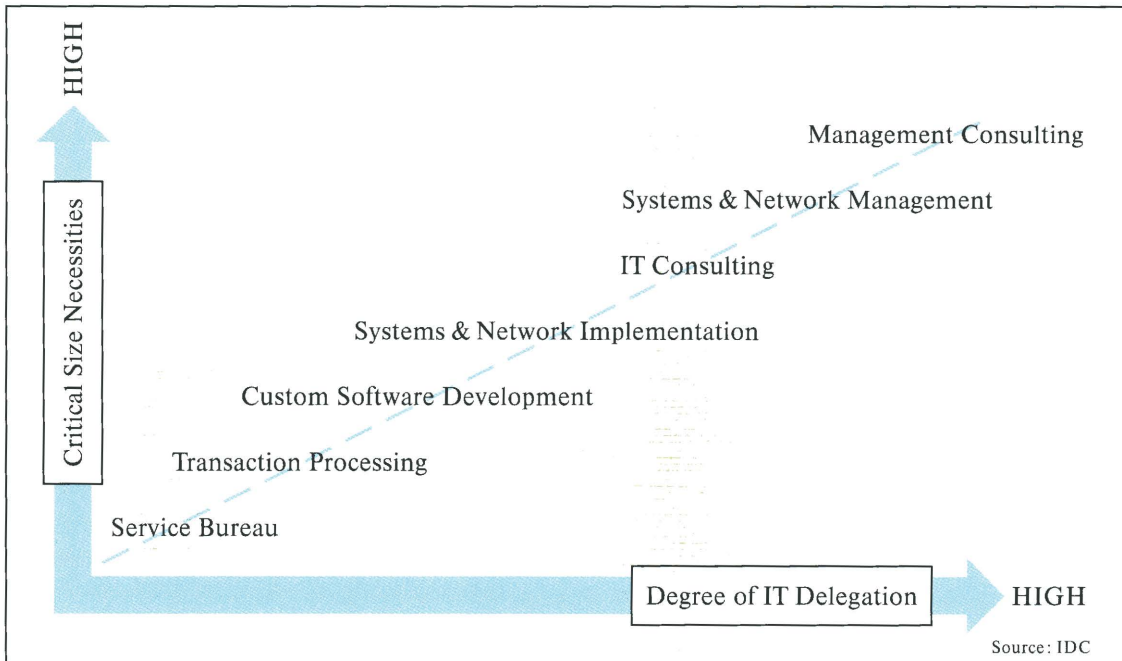 HIGH
Critical Size Necessities
Management Consulting
Systems & Network Management
IT Consulting
Systems & Network Implementation
Custom Software Development
Transaction Processing
Service Bureau
Degree of IT Delegation
HIGH
Source: IDC